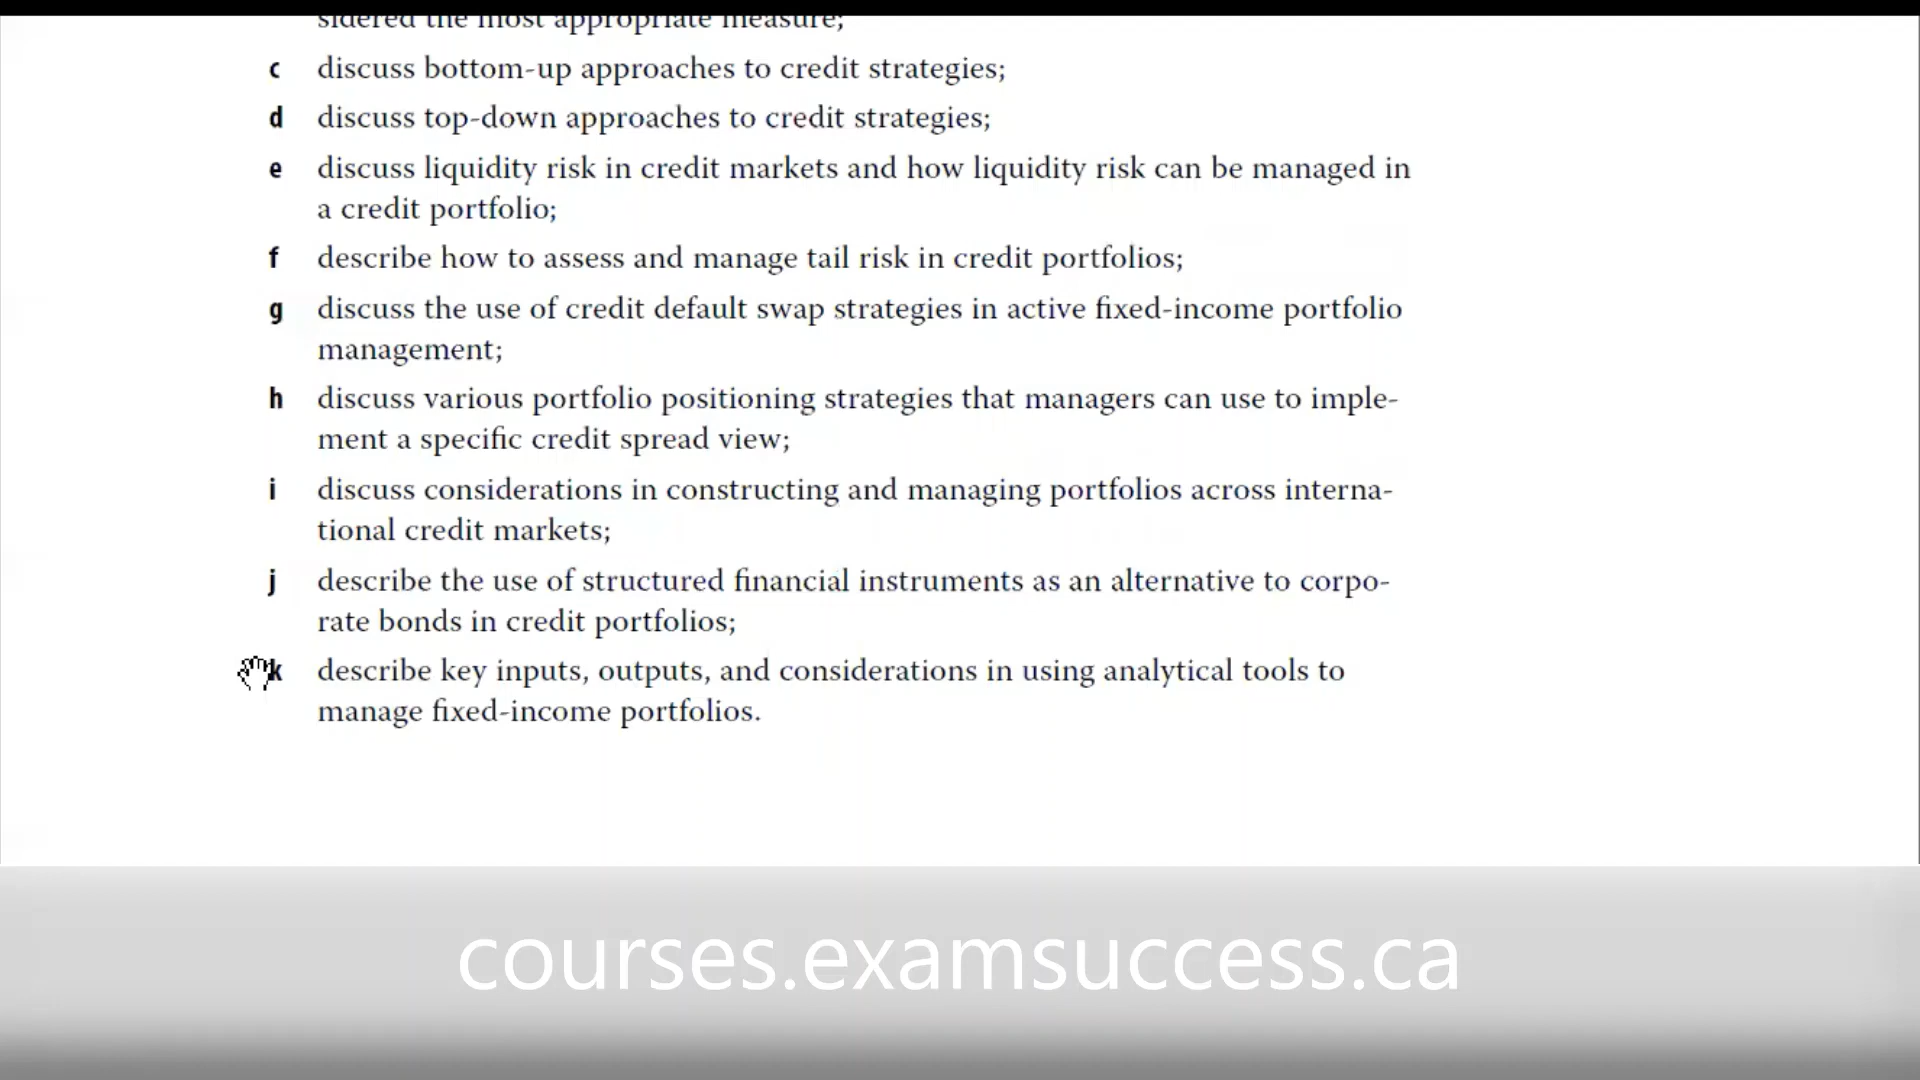 sidered the most appropriate measure;
c discuss bottom-up approaches to credit strategies;
d discuss top-down approaches to credit strategies;
e discuss liquidity risk in credit markets and how liquidity risk can be managed in
a credit portfolio;
f describe how to assess and manage tail risk in credit portfolios;
g discuss the use of credit default swap strategies in active fixed-income portfolio
management;
h discuss various portfolio positioning strategies that managers can use to imple-
ment a specific credit spread view;
i discuss considerations in constructing and managing portfolios across interna-
tional credit markets;
j describe the use of structured financial instruments as an alternative to corpo-
rate bonds in credit portfolios;
k describe key inputs, outputs, and considerations in using analytical tools to
manage fixed-income portfolios.
courses.examsuccess.ca